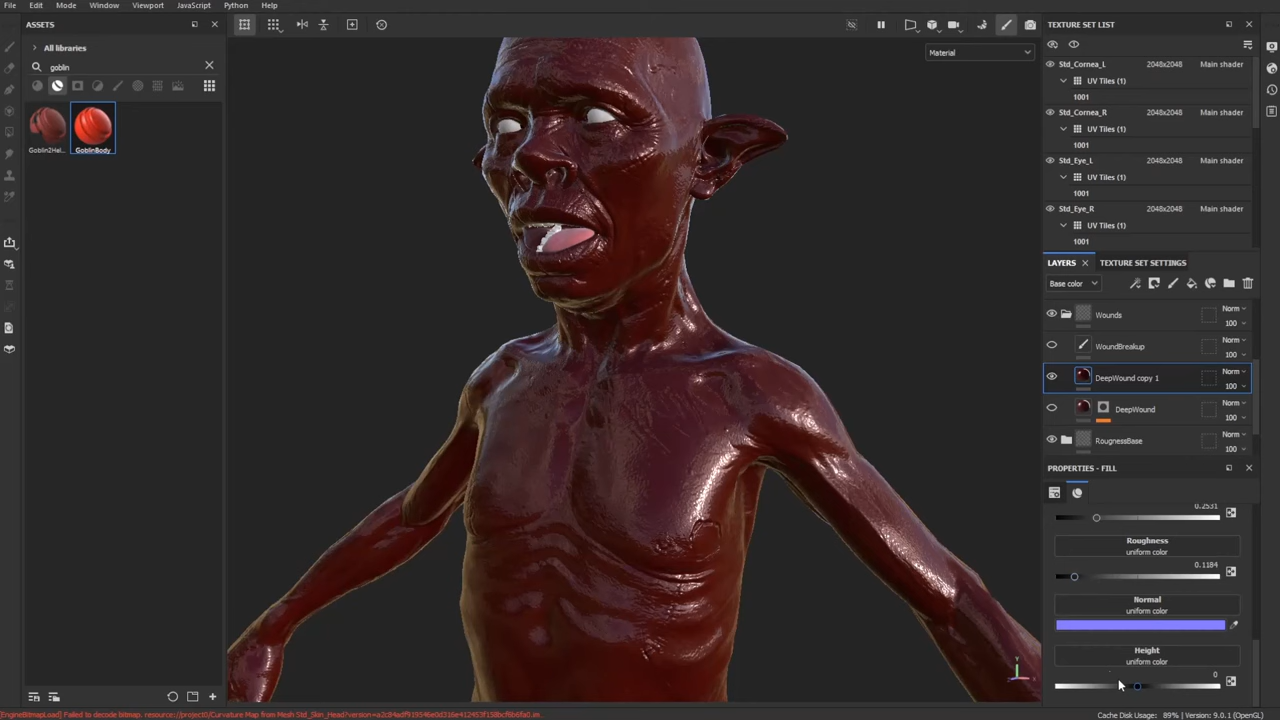 File Edit Mode Window Viewport JavaScript Python Help
ASSETS
All libraries
goblin
Goblin2Hei... GoblinBody
Material
TEXTURE SET LIST
Std_Cornea_L 2048x2048 Main shader
UV Tiles (1)
1001
Std_Cornea_R 2048x2048 Main shader
UV Tiles (1)
1001
Std_Eye_L 2048x2048 Main shader
UV Tiles (1)
1001
Std_Eye_R 2048x2048 Main shader
UV Tiles (1)
1001
LAYERS TEXTURE SET SETTINGS
Base color
Wounds Norm
100
WoundBreakup Norm
100
DeepWound copy 1 Norm
100
DeepWound Norm
100
RougnessBase Norm
100
PROPERTIES - FILL
0.2531
Roughness
uniform color
0.1184
Normal
uniform color
Height
uniform color
0
Y
Cache Disk Usage: 89% | Version: 9.0.1 (OpenGL)